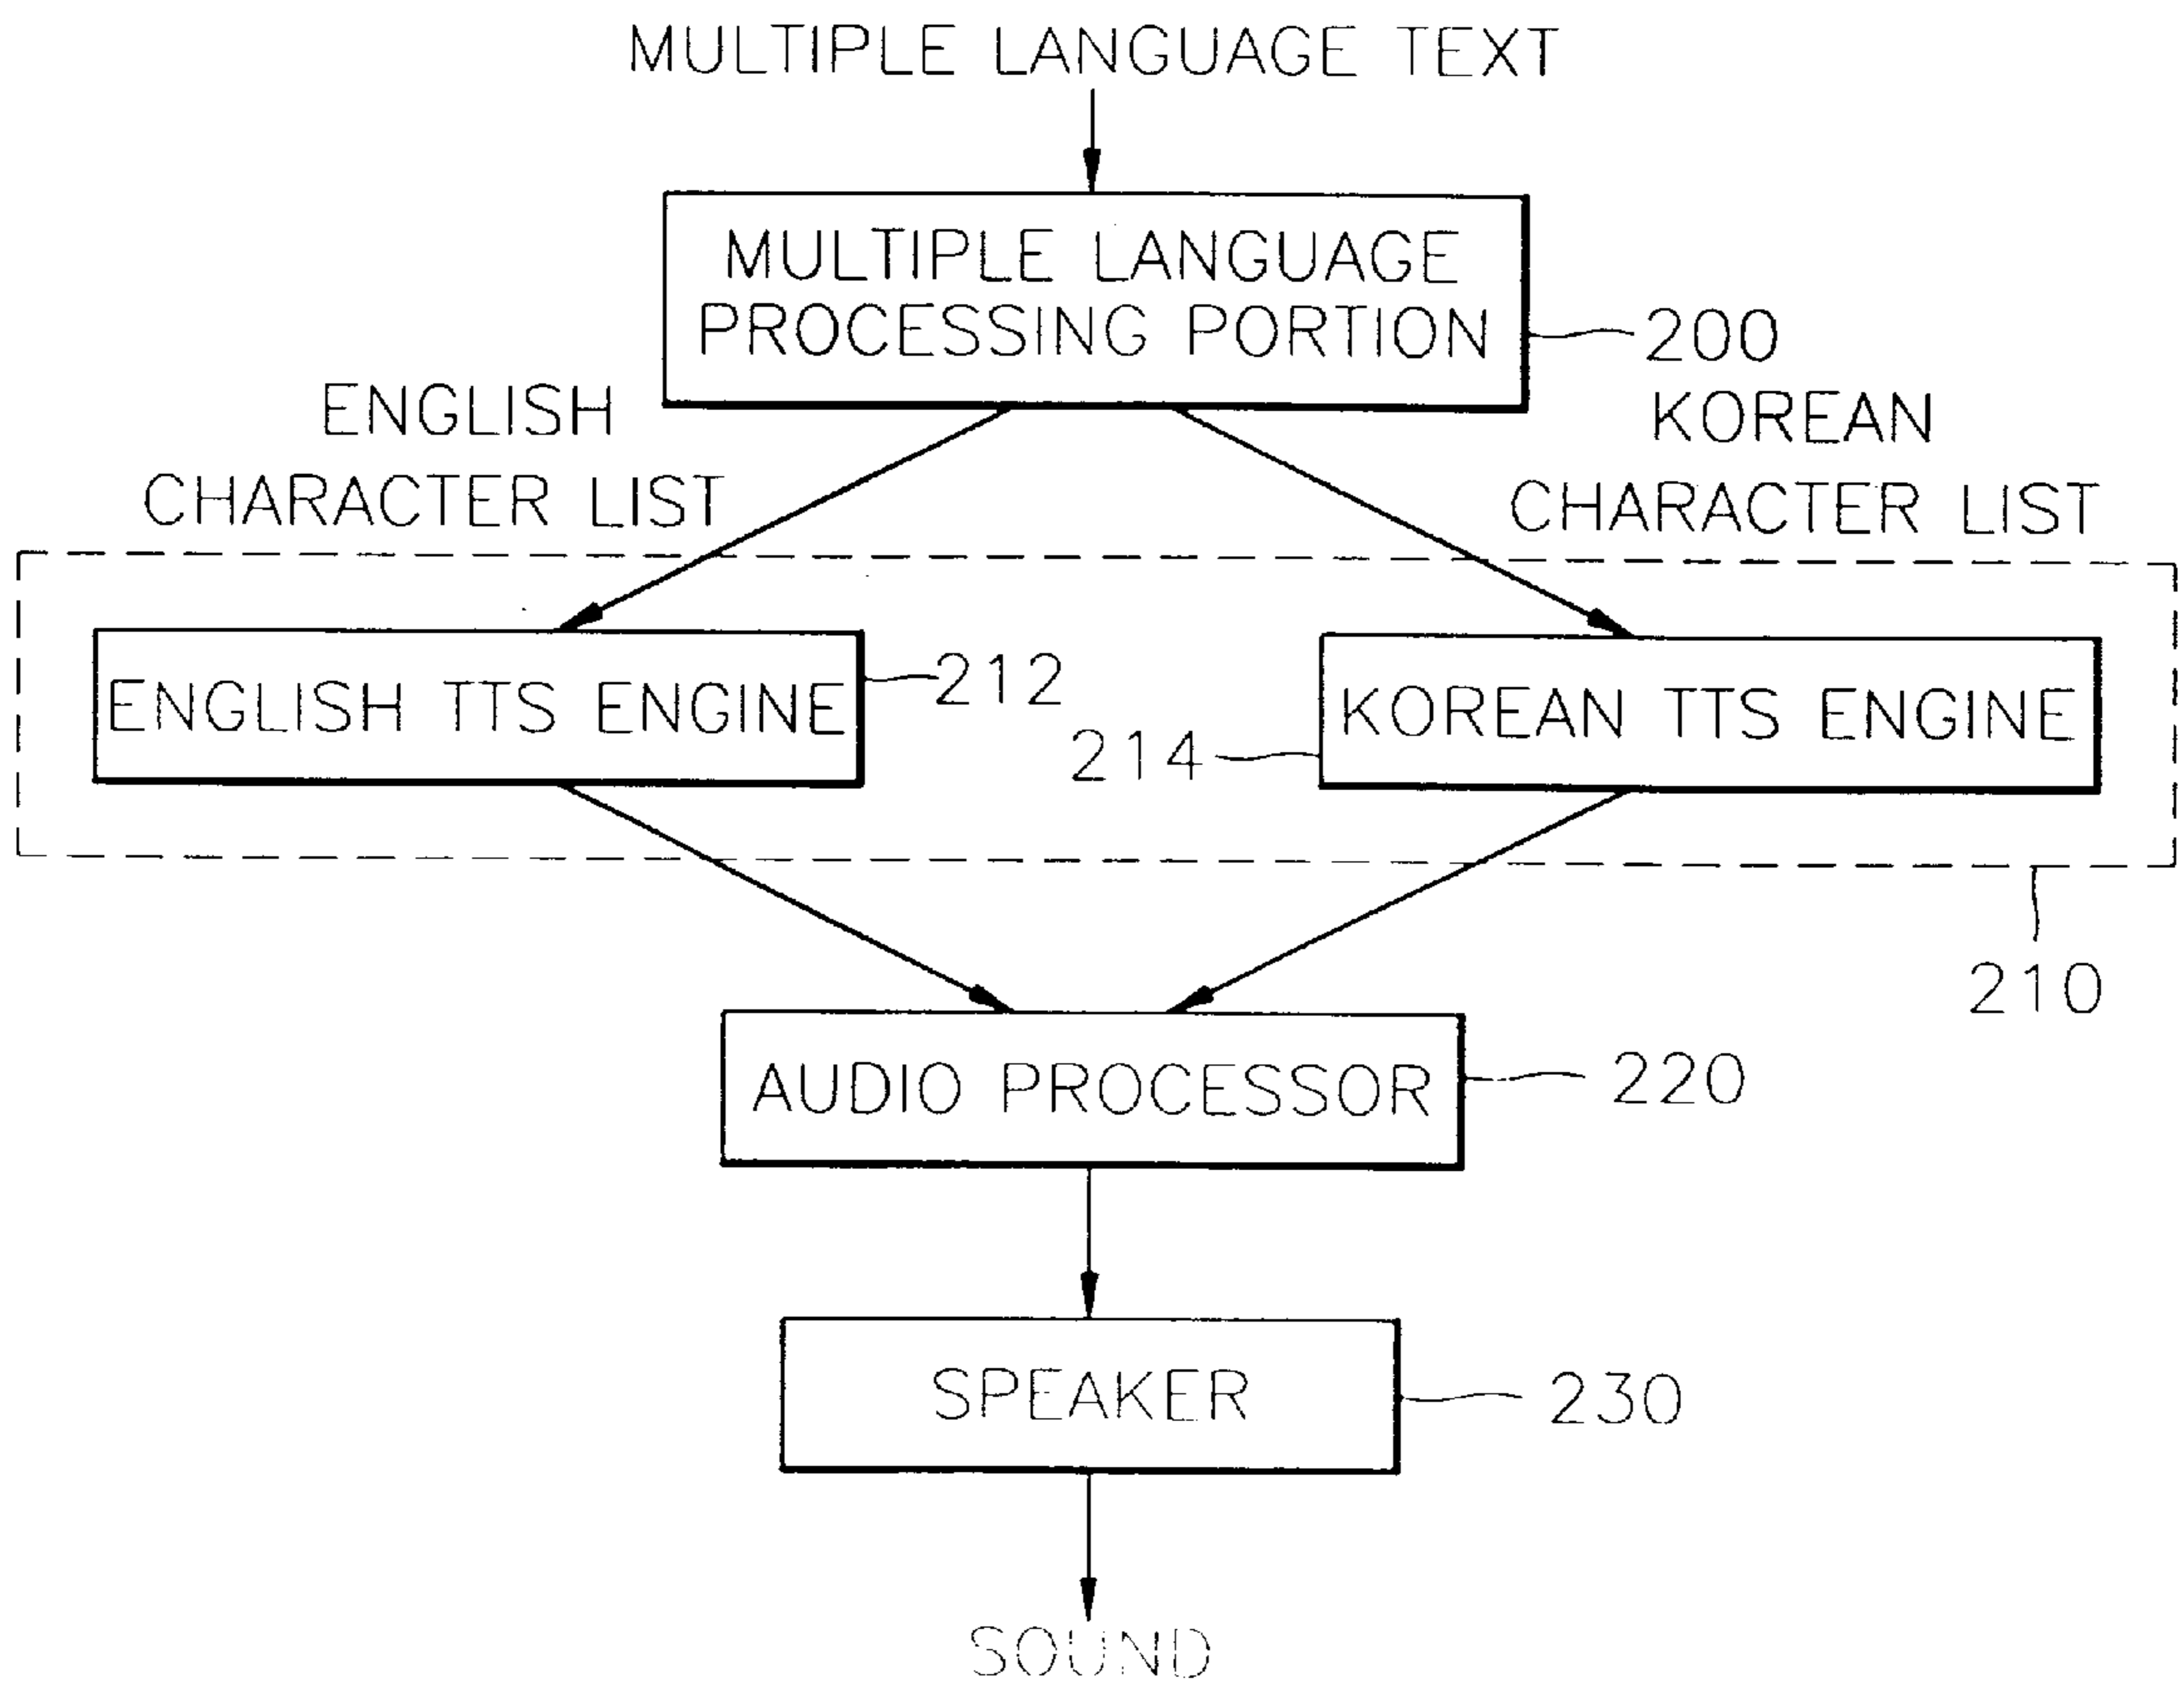 MULTIPLE LANGUAGE TEXT
MULTIPLE LANGUAGE
PROCESSING PORTION
200
ENGLISH
CHARACTER LIST
KOREAN
CHARACTER LIST
ENGLISH TTS ENGINE
212
214
KOREAN TTS ENGINE
210
AUDIO PROCESSOR
220
SPEAKER
230
SOUND